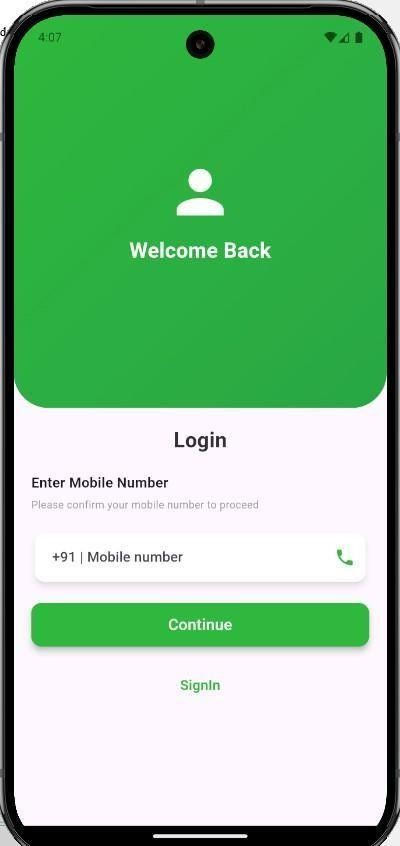 4:07
Welcome Back
Login
Enter Mobile Number
Please confirm your mobile number to proceed
+91 | Mobile number
Continue
SignIn